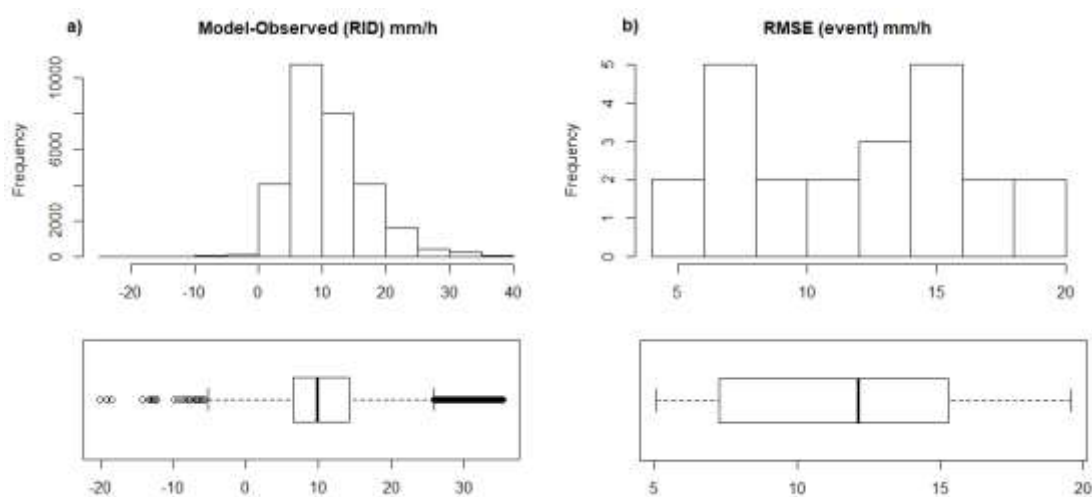 a) Model-Observed (RID) mm/h
Frequency
10000
6000
2000
0
-20 -10 0 10 20 30 40
-20 -10 0 10 20 30
b) RMSE (event) mm/h
Frequency
5
4
3
2
1
0
5 10 15 20
5 10 15 20